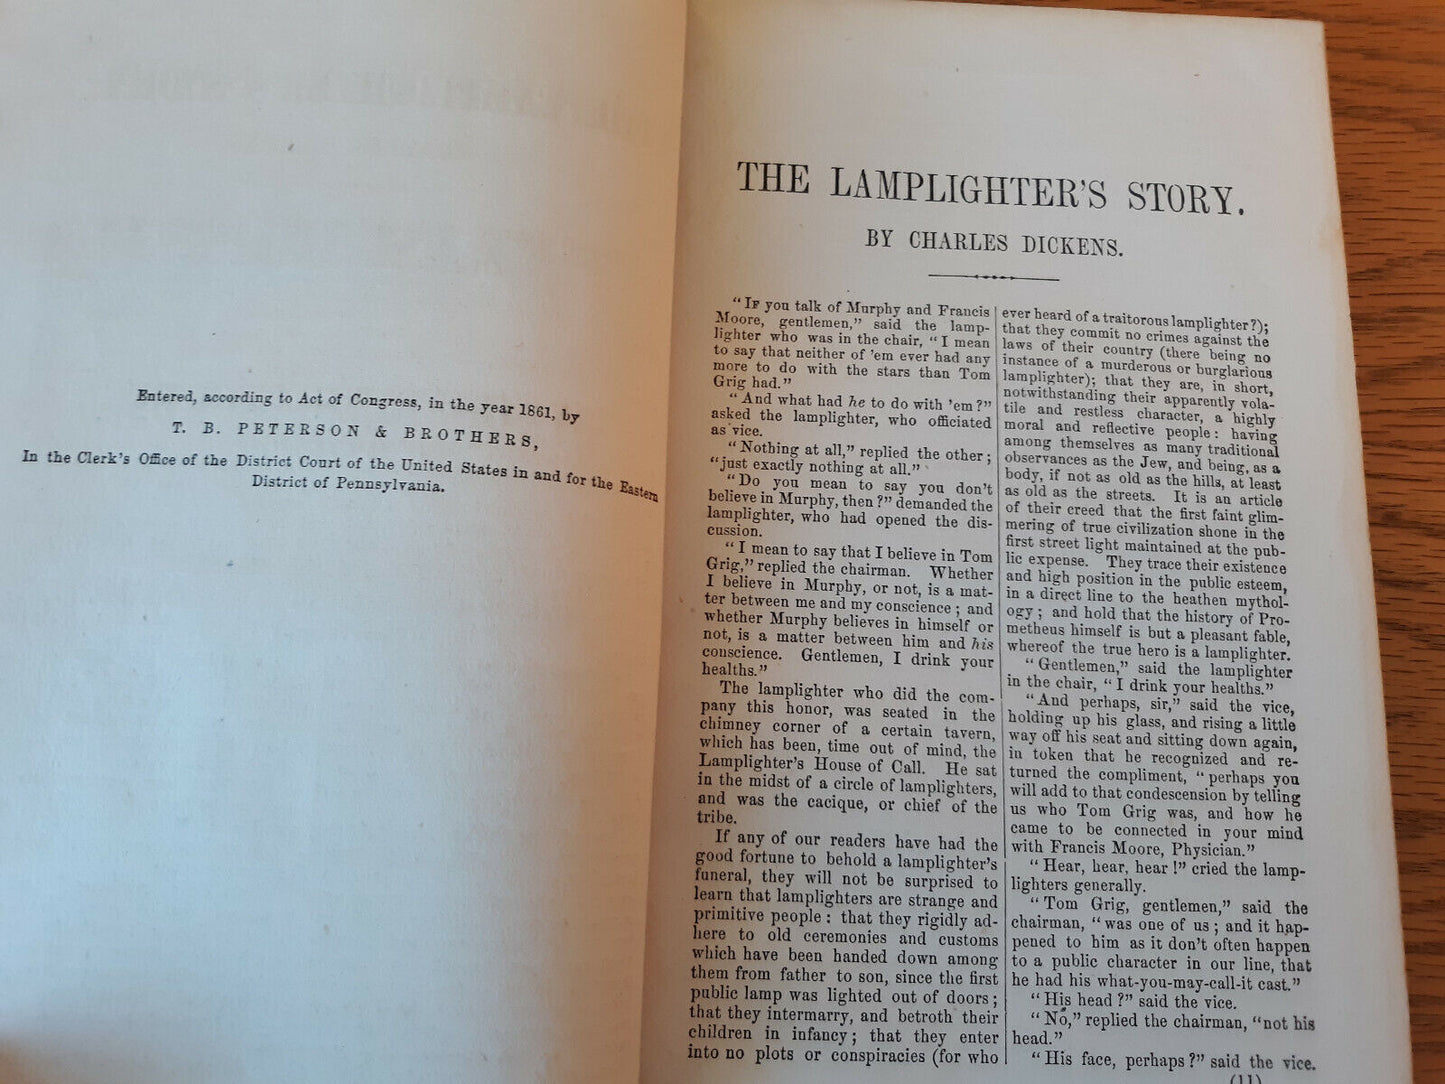 Entered, according to Act of Congress, in the year 1861, by
T. B. PETERSON & BROTHERS,
In the Clerk's Office of the District Court of the United States in and for the Eastern
District of Pennsylvania.
THE LAMPLIGHTER'S STORY.
BY CHARLES DICKENS.
"IF you talk of Murphy and Francis
Moore, gentlemen," said the lamp-
lighter who was in the chair, "I mean
to say that neither of 'em ever had any
more to do with the stars than Tom
Grig had."
"And what had he to do with 'em?"
asked the lamplighter, who officiated
as vice.
"Nothing at all," replied the other;
"just exactly nothing at all."
"Do you mean to say you don't
believe in Murphy, then?" demanded the
lamplighter, who had opened the dis-
cussion.
"I mean to say that I believe in Tom
Grig," replied the chairman. Whether
I believe in Murphy, or not, is a mat-
ter between me and my conscience; and
whether Murphy believes in himself or
not, is a matter between him and his
conscience. Gentlemen, I drink your
healths."
The lamplighter who did the com-
pany this honor, was seated in the
chimney corner of a certain tavern,
which has been, time out of mind, the
Lamplighter's House of Call. He sat
in the midst of a circle of lamplighters,
and was the cacique, or chief of the
tribe.
If any of our readers have had the
good fortune to behold a lamplighter's
funeral, they will not be surprised to
learn that lamplighters are strange and
primitive people: that they rigidly ad-
here to old ceremonies and customs
which have been handed down among
them from father to son, since the first
public lamp was lighted out of doors;
that they intermarry, and betroth their
children in infancy; that they enter
into no plots or conspiracies (for who
ever heard of a traitorous lamplighter?);
that they commit no crimes against the
laws of their country (there being no
instance of a murderous or burglarious
lamplighter); that they are, in short,
notwithstanding their apparently vola-
tile and restless character, a highly
moral and reflective people: having
among themselves as many traditional
observances as the Jew, and being, as a
body, if not as old as the hills, at least
as old as the streets. It is an article
of their creed that the first faint glim-
mering of true civilization shone in the
first street light maintained at the pub-
lic expense. They trace their existence
and high position in the public esteem,
in a direct line to the heathen mythol-
ogy; and hold that the history of Pro-
metheus himself is but a pleasant fable,
whereof the true hero is a lamplighter.
"Gentlemen," said the lamplighter
in the chair, "I drink your healths."
"And perhaps, sir," said the vice,
holding up his glass, and rising a little
way off his seat and sitting down again,
in token that he recognized and re-
turned the compliment, "perhaps you
will add to that condescension by telling
us who Tom Grig was, and how he
came to be connected in your mind
with Francis Moore, Physician."
"Hear, hear, hear!" cried the lamp-
lighters generally.
"Tom Grig, gentlemen," said the
chairman, "was one of us; and it hap-
pened to him as it don't often happen
to a public character in our line, that
he had his what-you-may-call-it cast."
"His head?" said the vice.
"No," replied the chairman, "not his
head."
"His face, perhaps?" said the vice.
(11)